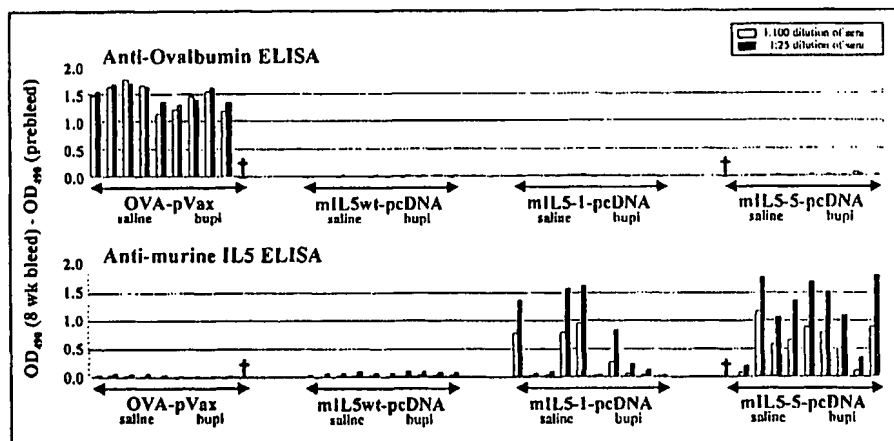 1:100 dilution of sera
1:25 dilution of sera
Anti-Ovalbumin ELISA
OD490 (8 wk bleed) - OD490 (prebleed)
2.0
1.5
1.0
0.5
0.0
†
†
OVA-pVax
mIL5wt-pcDNA
mIL5-1-pcDNA
mIL5-5-pcDNA
saline bupi
saline bupi
saline bupi
saline bupi
Anti-murine IL5 ELISA
2.0
1.5
1.0
0.5
0.0
†
†
OVA-pVax
mIL5wt-pcDNA
mIL5-1-pcDNA
mIL5-5-pcDNA
saline bupi
saline bupi
saline bupi
saline bupi